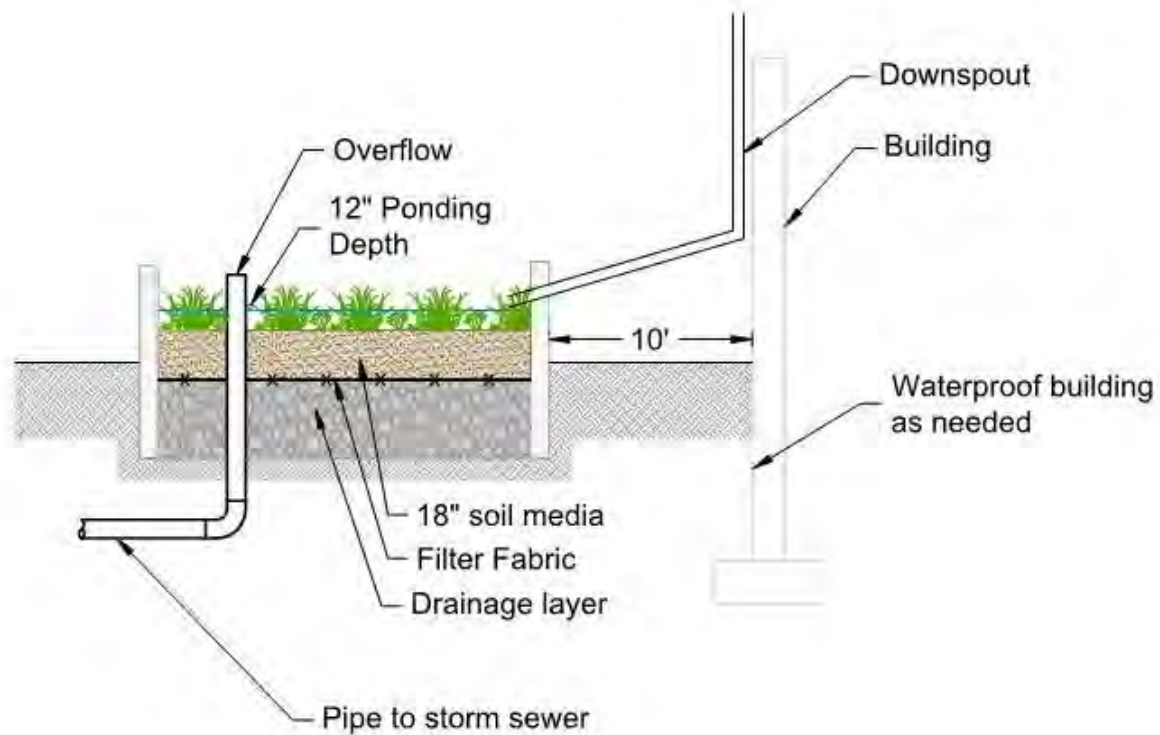 Downspout
Building
Overflow
12" Ponding
Depth
10'
Waterproof building
as needed
18" soil media
Filter Fabric
Drainage layer
Pipe to storm sewer